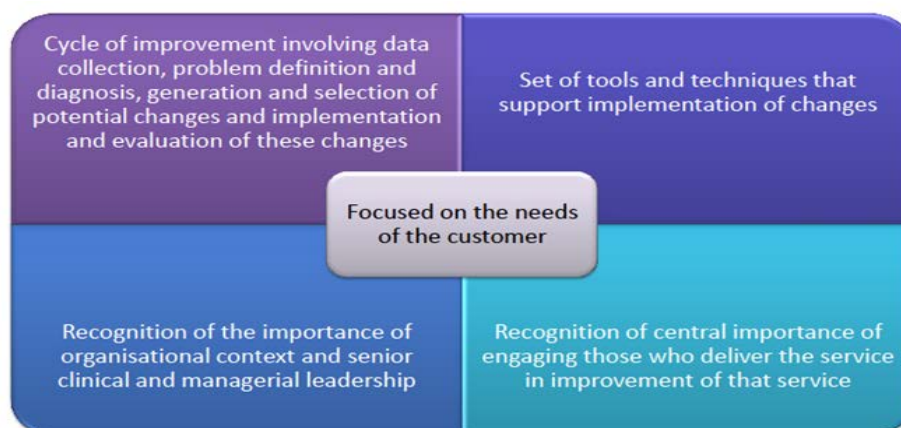 Cycle of improvement involving data
collection, problem definition and
diagnosis, generation and selection of
potential changes and implementation
and evaluation of these changes
Set of tools and techniques that
support implementation of changes
Focused on the needs
of the customer
Recognition of the importance of
organisational context and senior
clinical and managerial leadership
Recognition of central importance of
engaging those who deliver the service
in improvement of that service